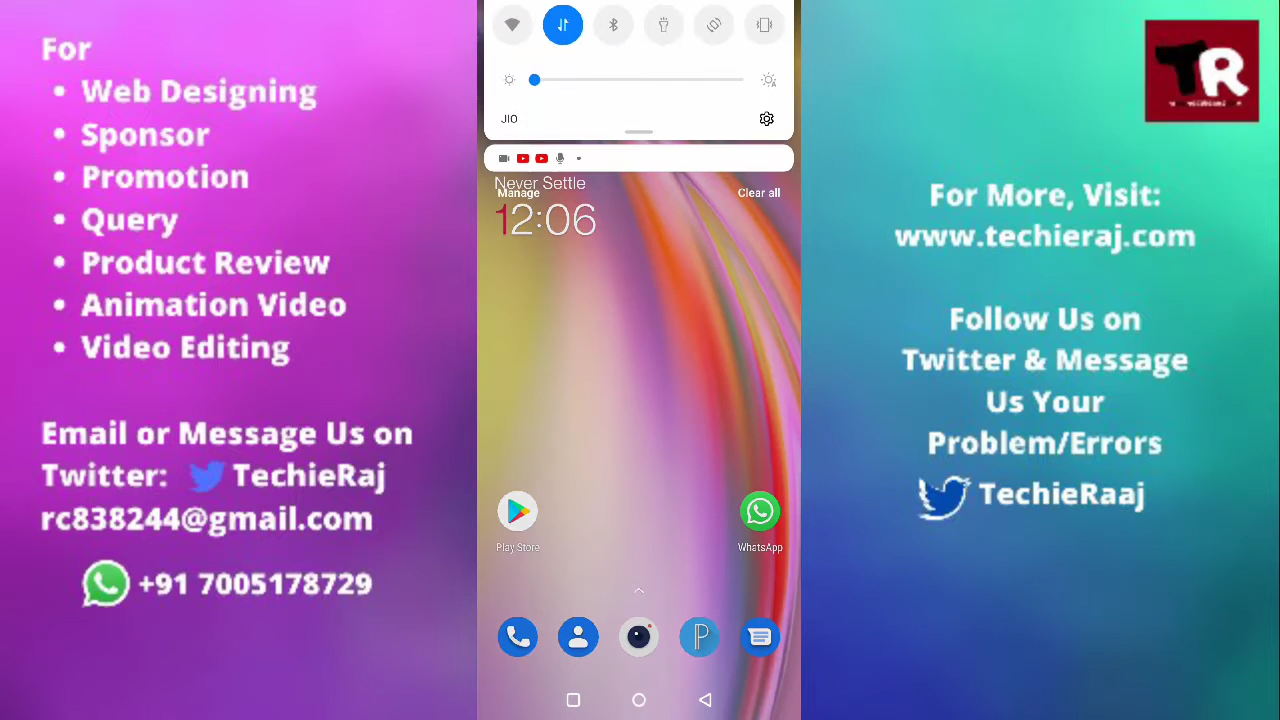 For
• Web Designing
• Sponsor
• Promotion
• Query
• Product Review
• Animation Video
• Video Editing
Email or Message Us on
Twitter: TechieRaj
rc838244@gmail.com
+91 7005178729
JIO
Never Settle
Manage
Clear all
12:06
Play Store
WhatsApp
TR
For More, Visit:
www.techieraj.com
Follow Us on
Twitter & Message
Us Your
Problem/Errors
TechieRaaj